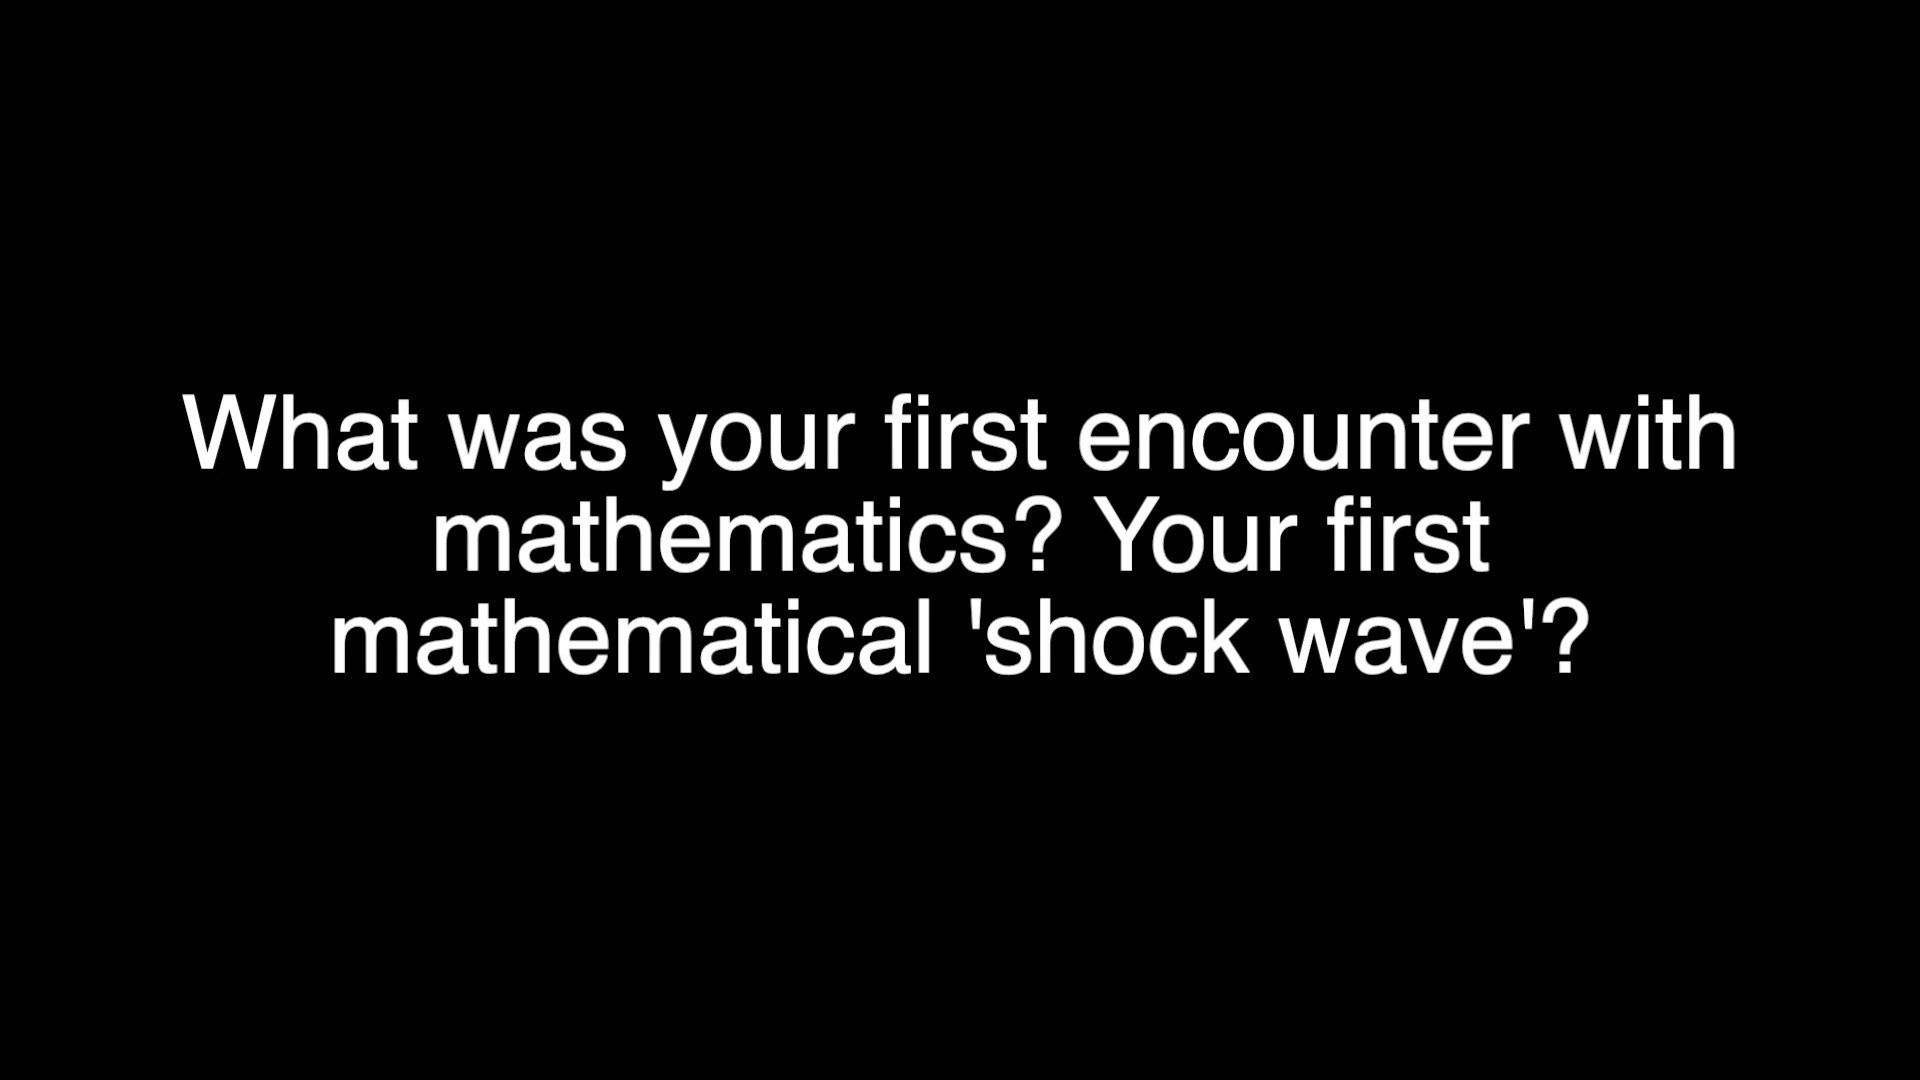 What was your first encounter with
mathematics? Your first
mathematical 'shock wave'?